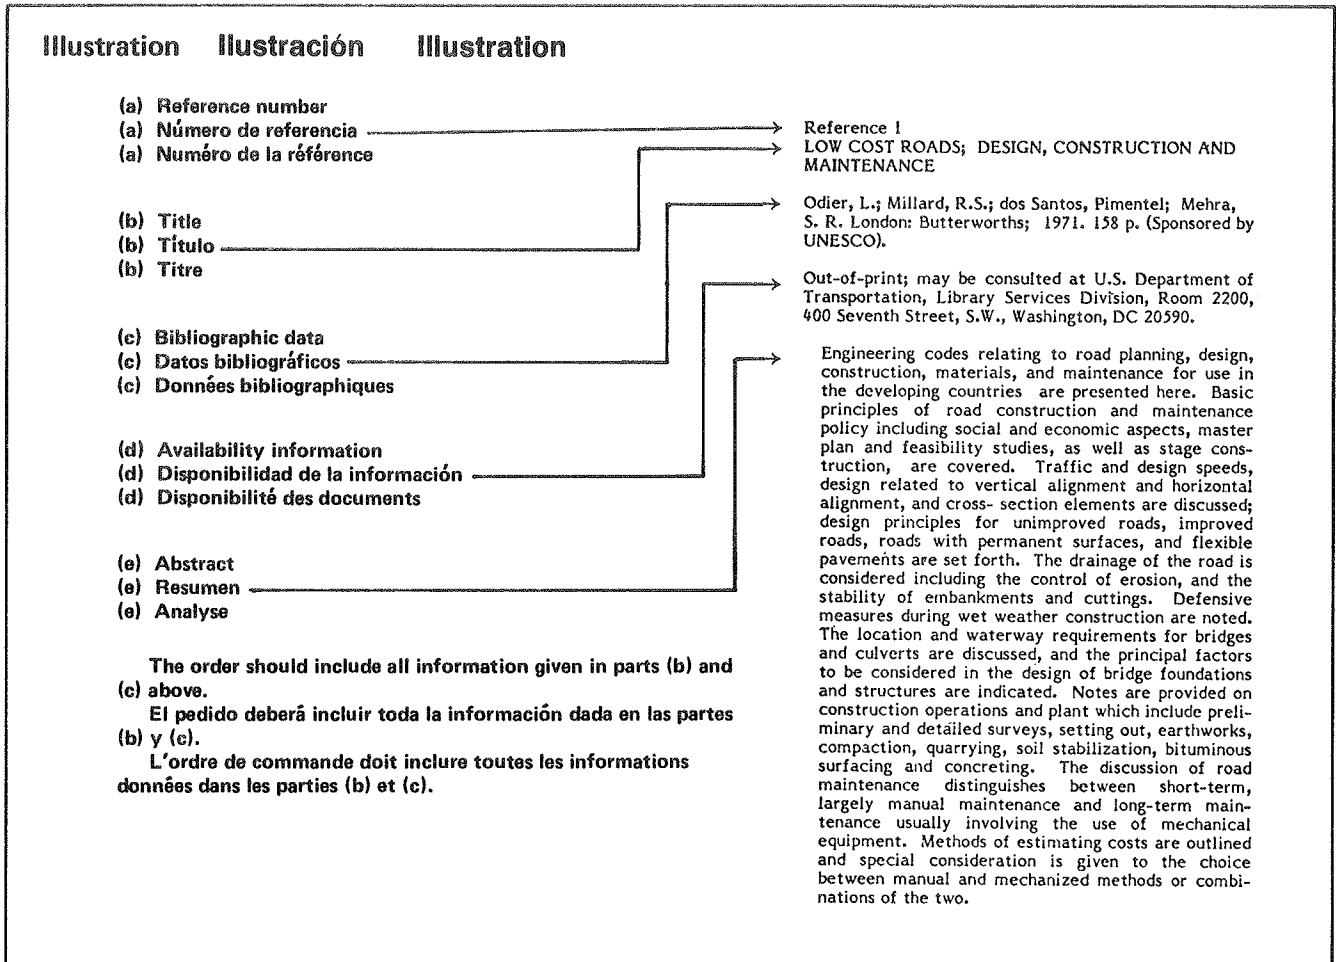 Illustration Ilustración Illustration
(a) Reference number
(a) Número de referencia
(a) Numéro de la référence
(b) Title
(b) Título
(b) Titre
(c) Bibliographic data
(c) Datos bibliográficos
(c) Données bibliographiques
(d) Availability information
(d) Disponibilidad de la información
(d) Disponibilité des documents
(e) Abstract
(e) Resumen
(e) Analyse
The order should include all information given in parts (b) and
(c) above.
El pedido deberá incluir toda la información dada en las partes
(b) y (c).
L'ordre de commande doit inclure toutes les informations
données dans les parties (b) et (c).
Reference 1
LOW COST ROADS; DESIGN, CONSTRUCTION AND
MAINTENANCE
Odier, L.; Millard, R.S.; dos Santos, Pimentel; Mehra,
S. R. London: Butterworths; 1971. 158 p. (Sponsored by
UNESCO).
Out-of-print; may be consulted at U.S. Department of
Transportation, Library Services Division, Room 2200,
400 Seventh Street, S.W., Washington, DC 20590.
Engineering codes relating to road planning, design,
construction, materials, and maintenance for use in
the developing countries are presented here. Basic
principles of road construction and maintenance
policy including social and economic aspects, master
plan and feasibility studies, as well as stage cons-
truction, are covered. Traffic and design speeds,
design related to vertical alignment and horizontal
alignment, and cross- section elements are discussed;
design principles for unimproved roads, improved
roads, roads with permanent surfaces, and flexible
pavements are set forth. The drainage of the road is
considered including the control of erosion, and the
stability of embankments and cuttings. Defensive
measures during wet weather construction are noted.
The location and waterway requirements for bridges
and culverts are discussed, and the principal factors
to be considered in the design of bridge foundations
and structures are indicated. Notes are provided on
construction operations and plant which include preli-
minary and detailed surveys, setting out, earthworks,
compaction, quarrying, soil stabilization, bituminous
surfacing and concreting. The discussion of road
maintenance distinguishes between short-term,
largely manual maintenance and long-term main-
tenance usually involving the use of mechanical
equipment. Methods of estimating costs are outlined
and special consideration is given to the choice
between manual and mechanized methods or combi-
nations of the two.